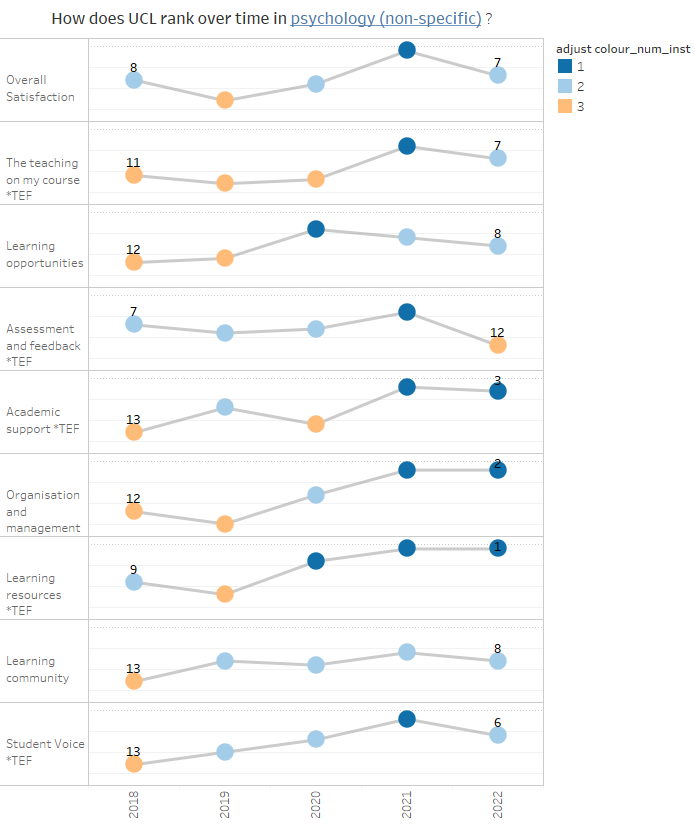 How does UCL rank over time in psychology (non-specific) ?
adjust colour_num_inst
1
2
3
Overall
Satisfaction
8
7
The teaching
on my course
*TEF
11
7
Learning
opportunities
12
8
Assessment
and feedback
*TEF
7
12
Academic
support *TEF
13
3
Organisation
and
management
12
2
Learning
resources
*TEF
9
1
Learning
community
13
8
Student Voice
*TEF
13
6
2018
2019
2020
2021
2022